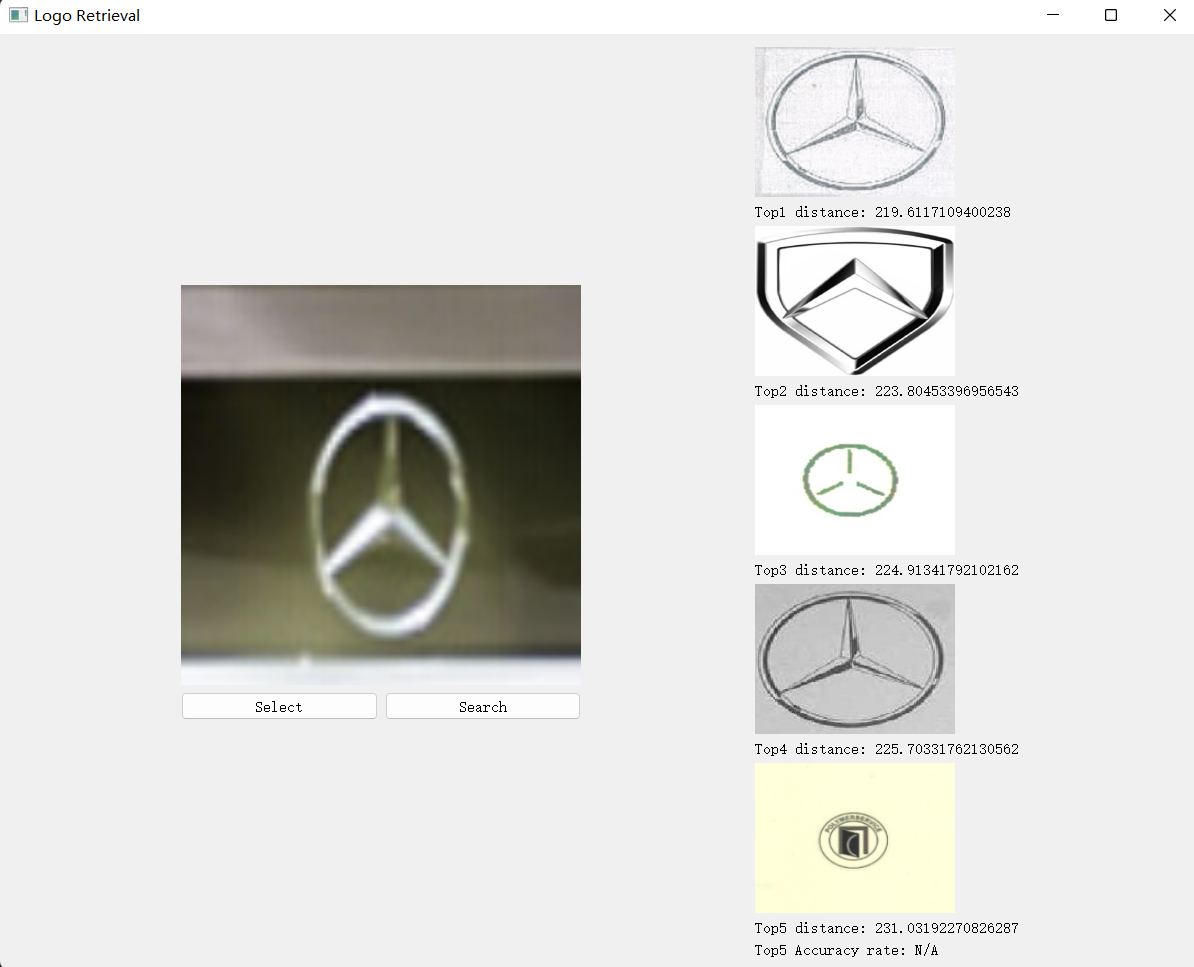 Logo Retrieval
Select
Search
Top1 distance: 219.6117109400238
Top2 distance: 223.80453396956543
Top3 distance: 224.91341792102162
Top4 distance: 225.70331762130562
POLYMERSERVICE
Top5 distance: 231.03192270826287
Top5 Accuracy rate: N/A